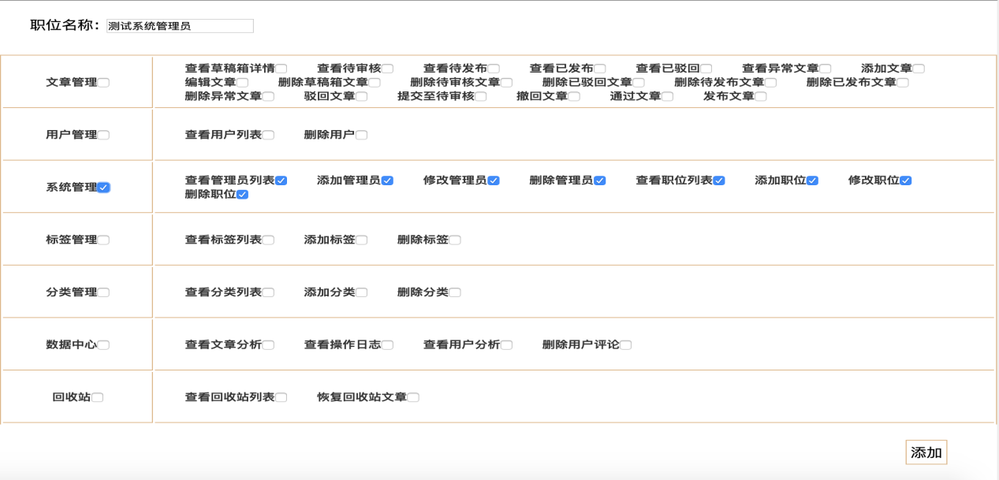 职位名称：测试系统管理员
文章管理
查看草稿箱详情 查看待审核 查看待发布 查看已发布 查看已驳回 查看异常文章 添加文章
编辑文章 删除草稿箱文章 删除待审核文章 删除已驳回文章 删除待发布文章 删除已发布文章
删除异常文章 驳回文章 提交至待审核 撤回文章 通过文章 发布文章
用户管理 查看用户列表 删除用户
系统管理
查看管理员列表 添加管理员 修改管理员 删除管理员 查看职位列表 添加职位 修改职位
删除职位
标签管理 查看标签列表 添加标签 删除标签
分类管理 查看分类列表 添加分类 删除分类
数据中心 查看文章分析 查看操作日志 查看用户分析 删除用户评论
回收站 查看回收站列表 恢复回收站文章
添加